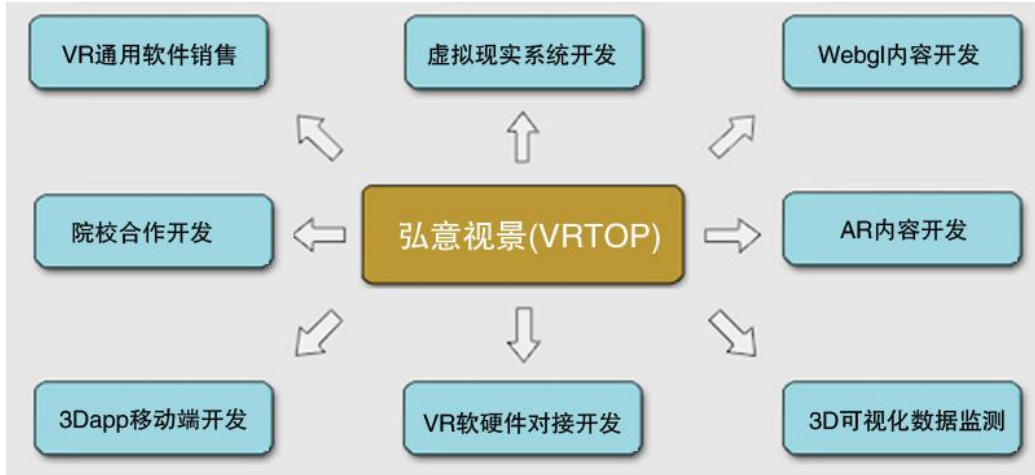 VR通用软件销售
虚拟现实系统开发
Webgl内容开发
院校合作开发
弘意视景(VRTOP)
AR内容开发
3Dapp移动端开发
VR软硬件对接开发
3D可视化数据监测